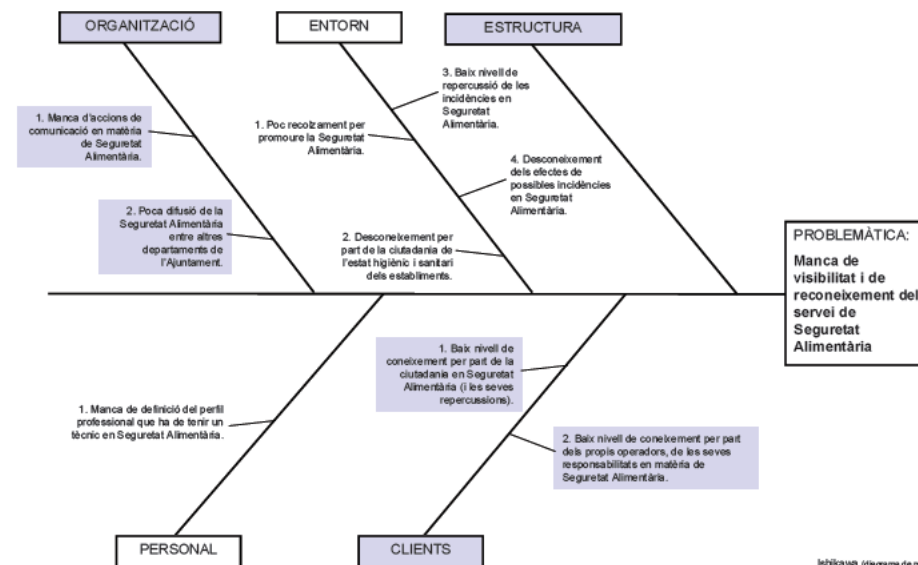 ORGANITZACIÓ
ENTORN
ESTRUCTURA
1. Manca d'accions de
comunicació en matèria
de Seguretat
Alimentària.
2. Poca difusió de la
Seguretat Alimentària
entre altres
departaments de
l'Ajuntament.
1. Poc recolzament per
promoure la Seguretat
Alimentària.
2. Desconeixement per
part de la ciutadania de
l'estat higiènic i sanitari
dels establiments.
3. Baix nivell de
repercussió de les
incidències en
Seguretat
Alimentària.
4. Desconeixement
dels efectes de
possibles incidències
en Seguretat
Alimentària.
PROBLEMÀTICA:
Manca de
visibilitat i de
reconeixement del
servei de
Seguretat
Alimentària
1. Manca de definició del perfil
professional que ha de tenir un
tècnic en Seguretat Alimentària.
1. Baix nivell de
coneixement per part de la
ciutadania en Seguretat
Alimentària (i les seves
repercussions).
2. Baix nivell de coneixement per part
dels propis operadors, de les seves
responsabilitats en matèria de
Seguretat Alimentària.
PERSONAL
CLIENTS